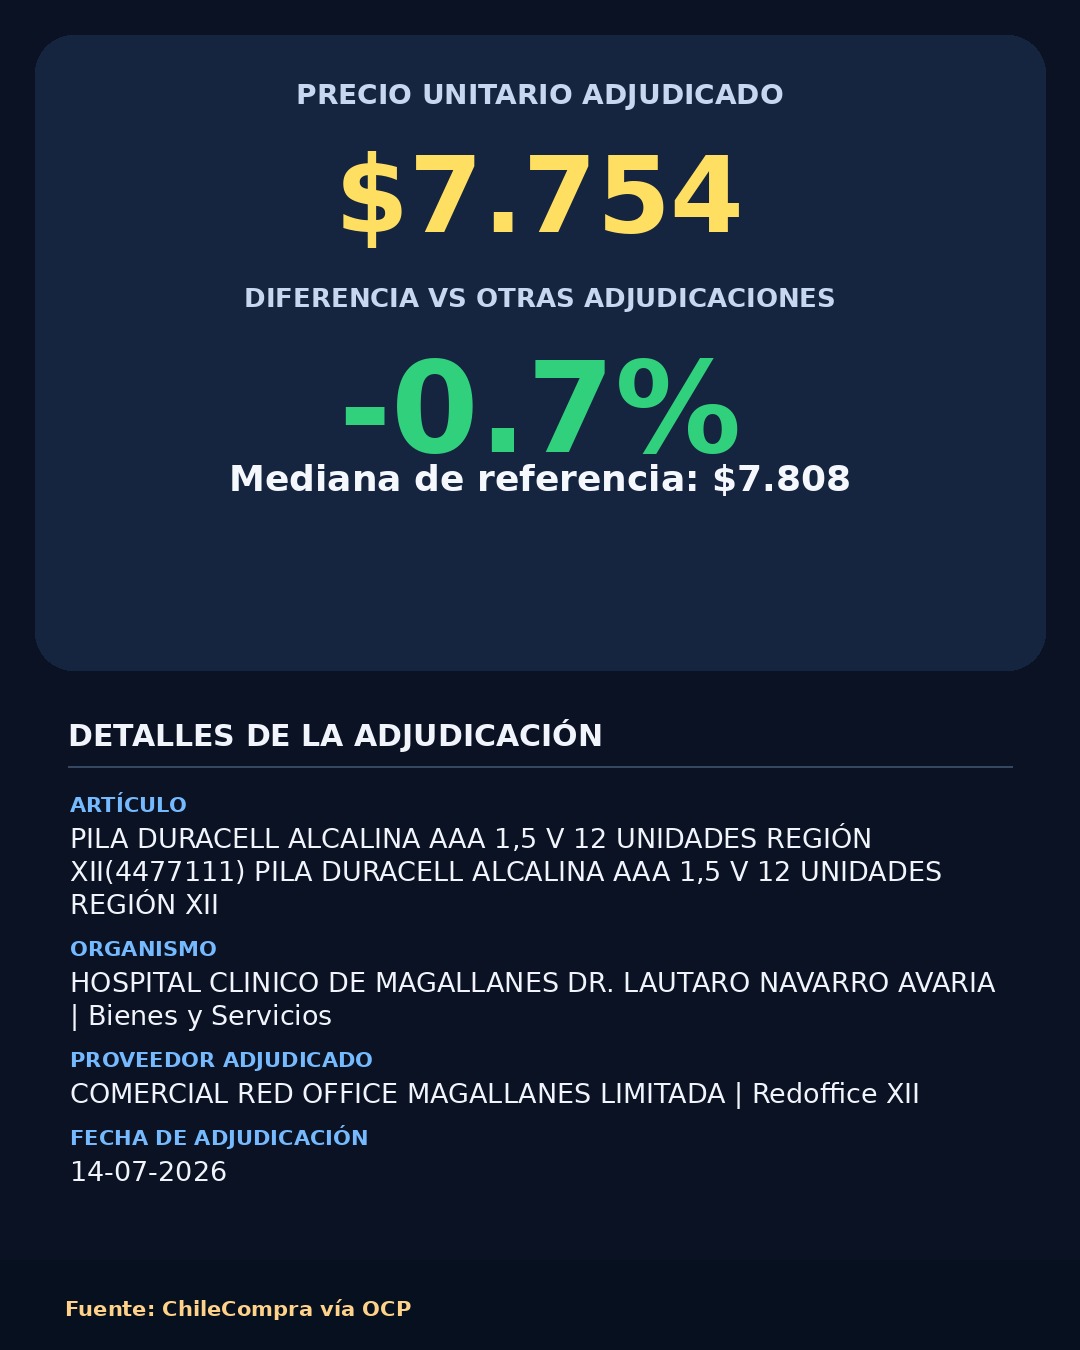 PRECIO UNITARIO ADJUDICADO
$7.754
DIFERENCIA VS OTRAS ADJUDICACIONES
-0.7%
Mediana de referencia: $7.808
DETALLES DE LA ADJUDICACIÓN
ARTÍCULO
PILA DURACELL ALCALINA AAA 1,5 V 12 UNIDADES REGIÓN
XII(4477111) PILA DURACELL ALCALINA AAA 1,5 V 12 UNIDADES
REGIÓN XII
ORGANISMO
HOSPITAL CLINICO DE MAGALLANES DR. LAUTARO NAVARRO AVARIA
| Bienes y Servicios
PROVEEDOR ADJUDICADO
COMERCIAL RED OFFICE MAGALLANES LIMITADA | Redoffice XII
FECHA DE ADJUDICACIÓN
14-07-2026
Fuente: ChileCompra vía OCP